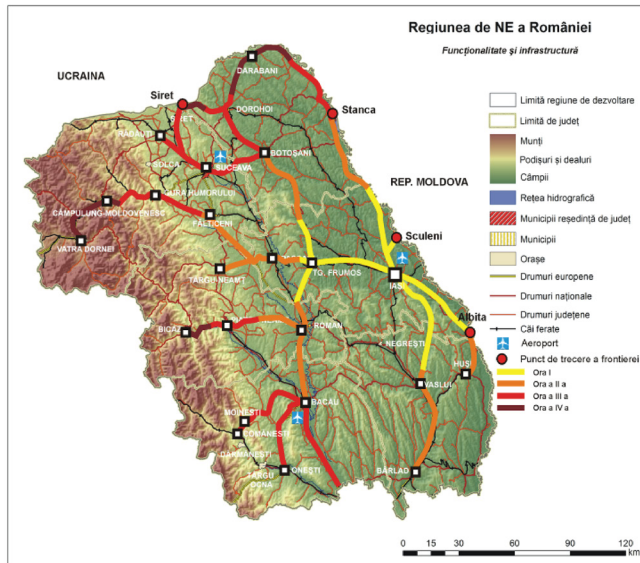 Regiunea de NE a României
Funcționalitate și infrastructură
UCRAINA
DARABANI
Siret
SIRET
DOROHOI
Stanca
RĂDĂUȚI
BOTOȘANI
SOLCA
SUCEAVA
REP. MOLDOVA
GURA HUMORULUI
CÂMPULUNG-MOLDOVENESC
FĂLTICENI
VATRA DORNEI
Sculeni
TÂRGU NEAMȚ
TG. FRUMOS
IAȘI
Albita
BICAZ
ROMAN
NEGREȘTI
HUȘI
VASLUI
MOINEȘTI
BACĂU
COMĂNEȘTI
DĂRMĂNEȘTI
TÂRGU
OCNA
ONEȘTI
BÂRLAD
Limită regiune de dezvoltare
Limită de județ
Munți
Podișuri și dealuri
Câmpii
Rețea hidrografică
Municipii reședință de județ
Municipii
Orașe
Drumuri europene
Drumuri naționale
Drumuri județene
Căi ferate
Aeroport
Punct de trecere a frontierei
Ora I
Ora a II a
Ora a III a
Ora a IV a
0 15 30 60 90 120
km